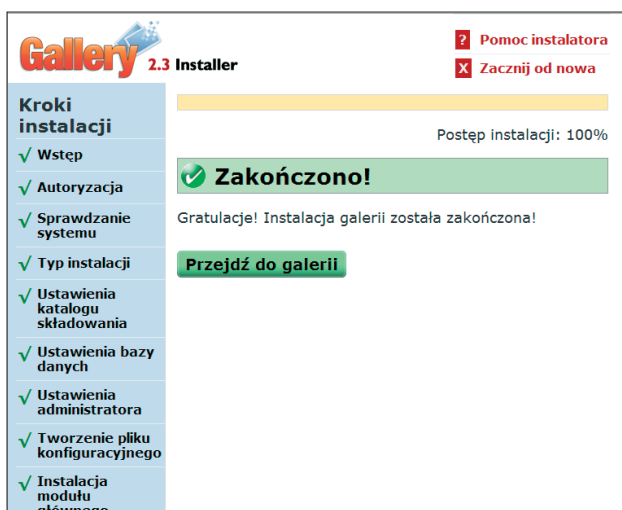 Gallery 2.3 Installer
? Pomoc instalatora
X Zacznij od nowa
Kroki
instalacji
√ Wstęp
√ Autoryzacja
√ Sprawdzanie
systemu
√ Typ instalacji
√ Ustawienia
katalogu
składowania
√ Ustawienia bazy
danych
√ Ustawienia
administratora
√ Tworzenie pliku
konfiguracyjnego
√ Instalacja
modułu
głównego
Postęp instalacji: 100%
Zakończono!
Gratulacje! Instalacja galerii została zakończona!
Przejdź do galerii